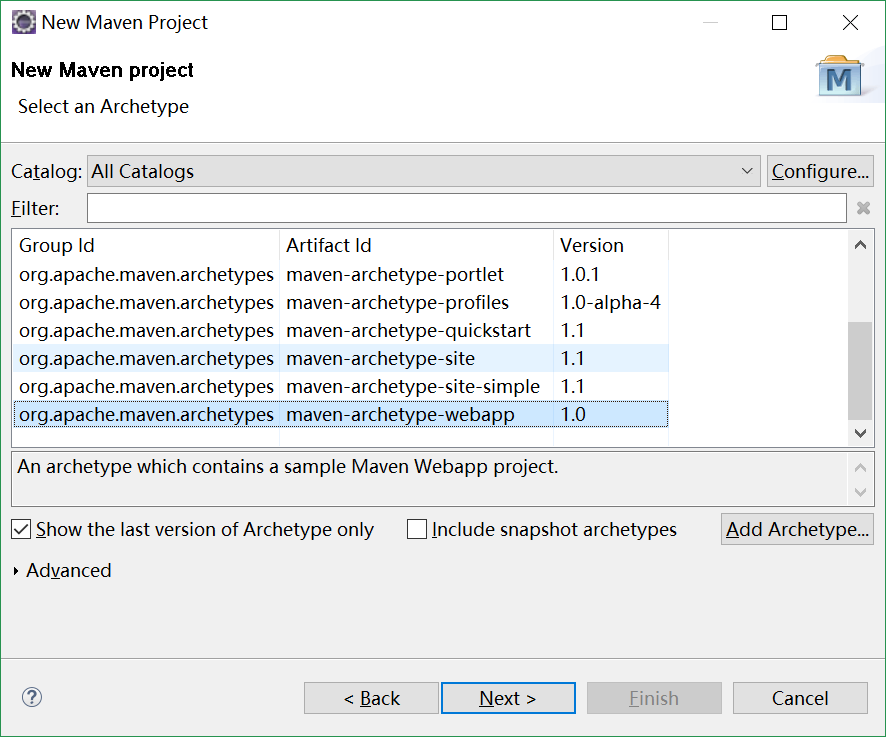 New Maven Project
New Maven project
Select an Archetype
M
Catalog: All Catalogs Configure...
Filter:
Group Id Artifact Id Version
org.apache.maven.archetypes maven-archetype-portlet 1.0.1
org.apache.maven.archetypes maven-archetype-profiles 1.0-alpha-4
org.apache.maven.archetypes maven-archetype-quickstart 1.1
org.apache.maven.archetypes maven-archetype-site 1.1
org.apache.maven.archetypes maven-archetype-site-simple 1.1
org.apache.maven.archetypes maven-archetype-webapp 1.0
An archetype which contains a sample Maven Webapp project.
Show the last version of Archetype only Include snapshot archetypes Add Archetype...
Advanced
? < Back Next > Finish Cancel